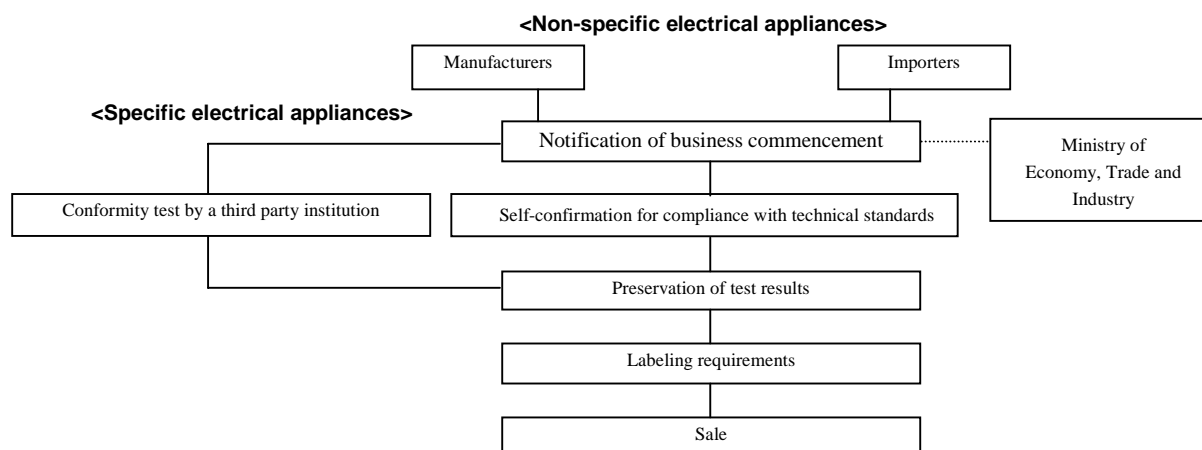 <Non-specific electrical appliances>
Manufacturers
Importers
<Specific electrical appliances>
Notification of business commencement
Ministry of
Economy, Trade and
Industry
Conformity test by a third party institution
Self-confirmation for compliance with technical standards
Preservation of test results
Labeling requirements
Sale